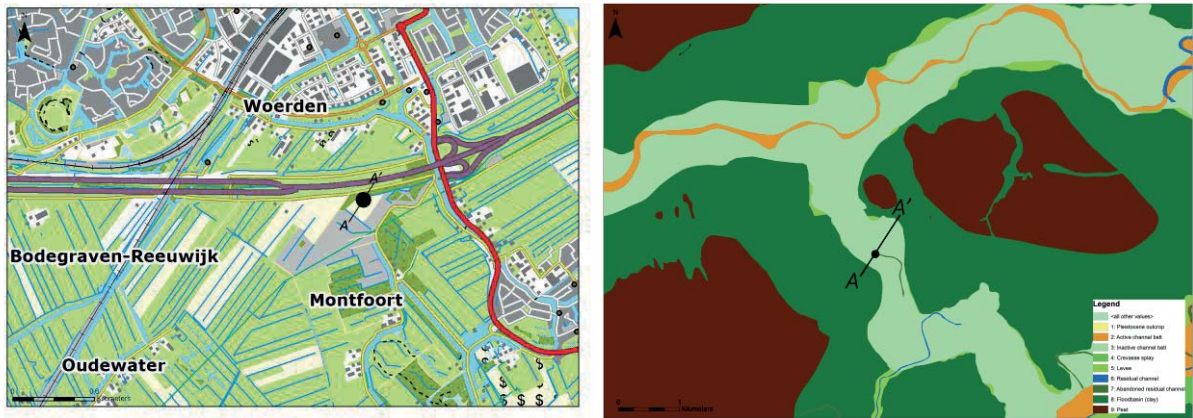 Woerden
A'
A
Bodegraven-Reeuwijk
Montfoort
Oudewater
Kilometers
N
A'
A
Kilometers
Legend
<all other values>
1: Pleistocene outcrop
2: Active channel belt
3: Inactive channel belt
4: Crevasse splay
5: Levee
6: Residual channel
7: Abandoned residual channel
8: Floodbasin (clay)
9: Peat